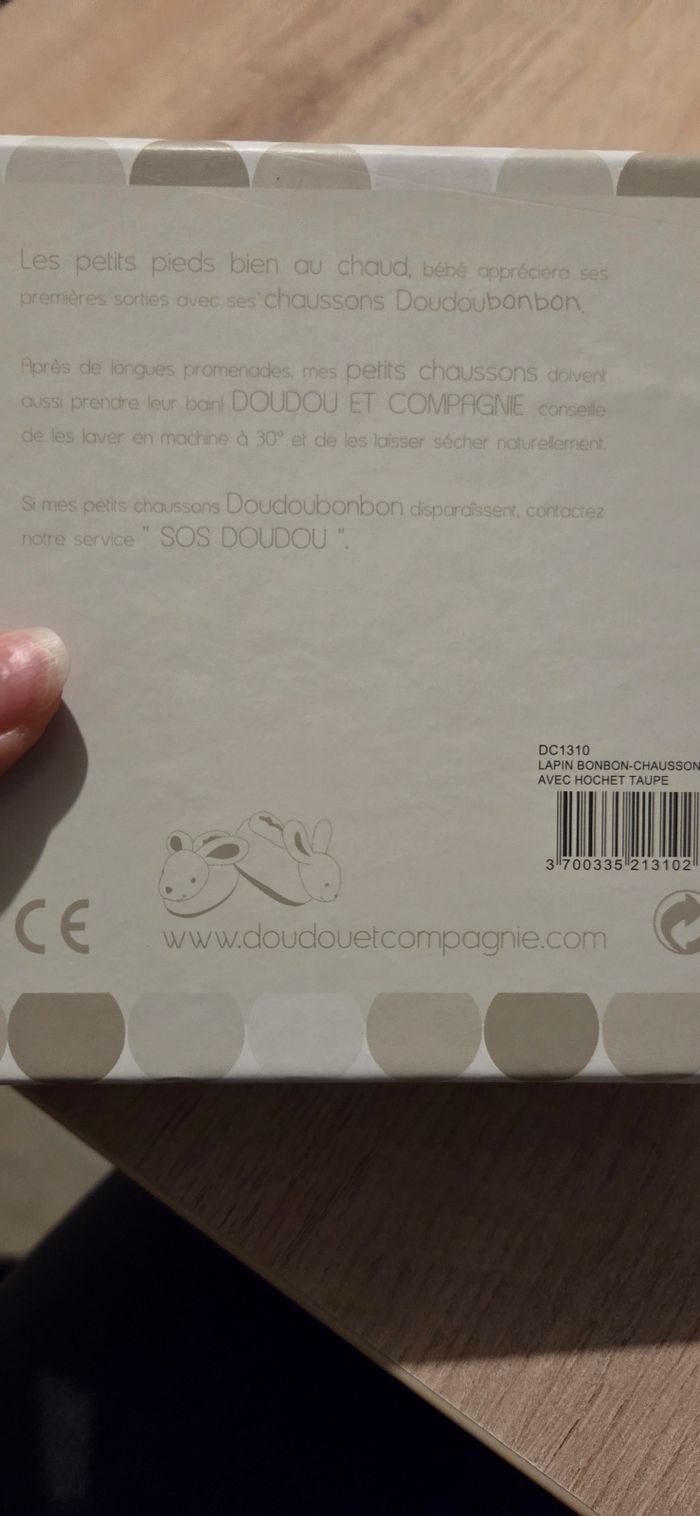 Les petits pieds bien au chaud, bébé appréciera ses
premières sorties avec ses chaussons Doudoubonbon.
Après de longues promenades, mes petits chaussons doivent
aussi prendre leur bain! DOUDOU ET COMPAGNIE conseille
de les laver en machine à 30° et de les laisser sécher naturellement.
Si mes petits chaussons Doudoubonbon disparaîssent, contactez
notre service " SOS DOUDOU ".
DC1310
LAPIN BONBON-CHAUSSON
AVEC HOCHET TAUPE
3 700335 213102
CE
www.doudouetcompagnie.com